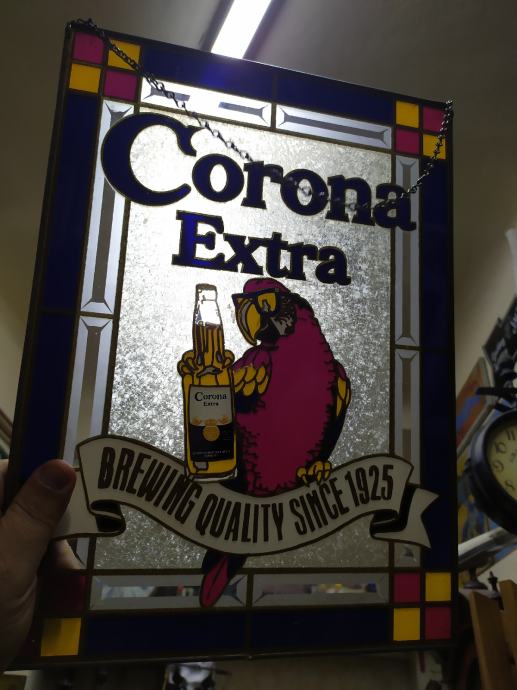 Corona
Extra
Corona
Extra
BREWING QUALITY SINCE 1925